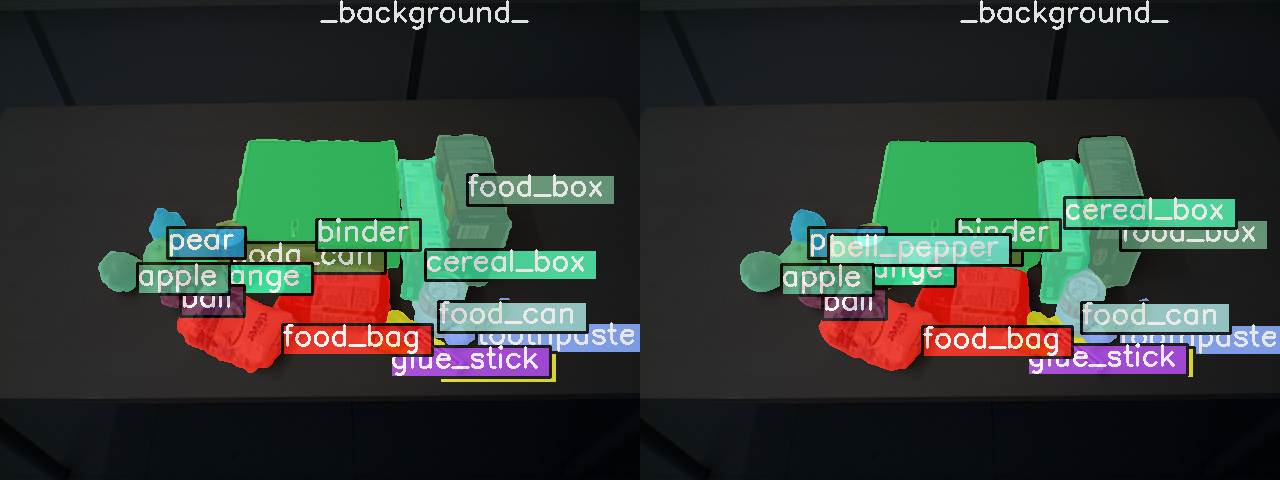 _background_
_background_
food_box
cereal_box
food_box
pear
binder
binder
bell_pepper
soda_can
cereal_box
apple
ange
apple
ange
ball
ball
food_can
food_can
food_bag
toothpaste
food_bag
toothpaste
glue_stick
glue_stick